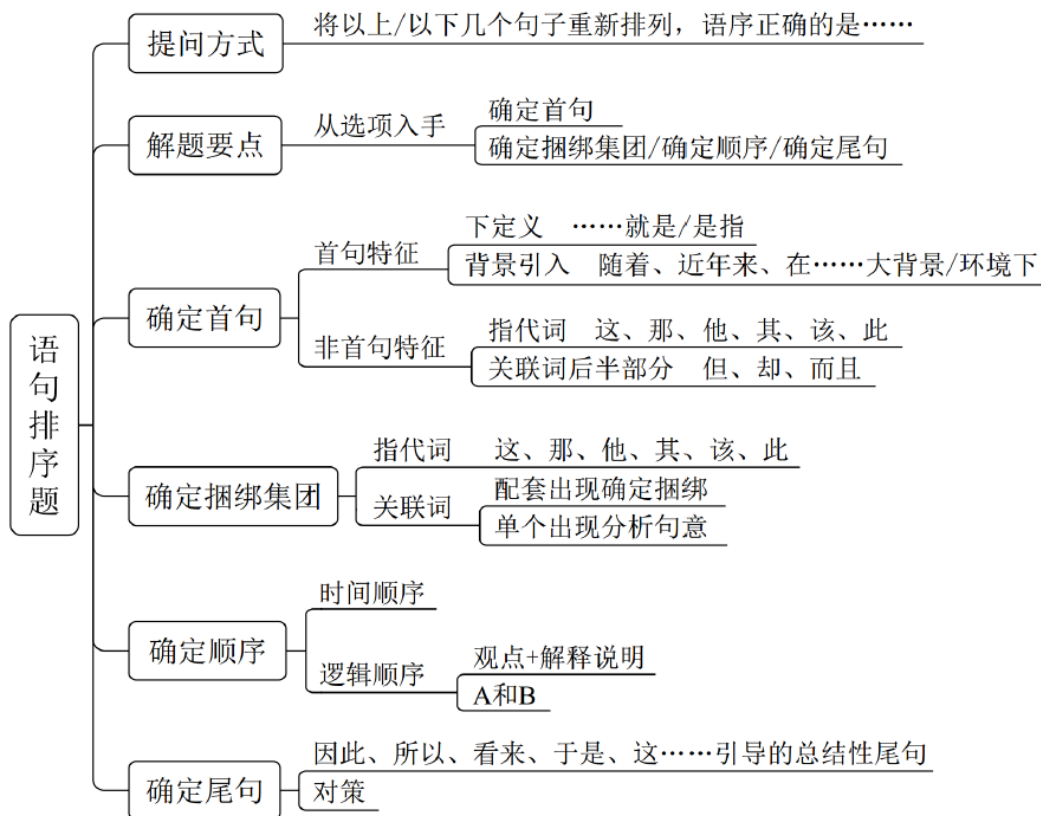 语句排序题
提问方式
将以上/以下几个句子重新排列，语序正确的是……
解题要点
从选项入手
确定首句
确定捆绑集团/确定顺序/确定尾句
确定首句
首句特征
下定义 ……就是/是指
背景引入 随着、近年来、在……大背景/环境下
非首句特征
指代词 这、那、他、其、该、此
关联词后半部分 但、却、而且
确定捆绑集团
指代词 这、那、他、其、该、此
关联词
配套出现确定捆绑
单个出现分析句意
确定顺序
时间顺序
逻辑顺序
观点+解释说明
A和B
确定尾句
因此、所以、看来、于是、这……引导的总结性尾句
对策